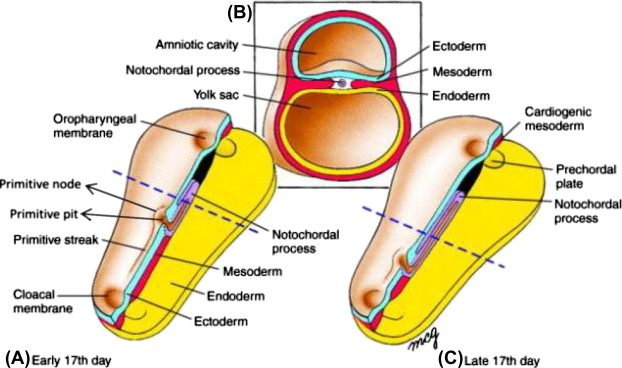 (B)
Amniotic cavity
Notochordal process
Yolk sac
Ectoderm
Mesoderm
Endoderm
Oropharyngeal
membrane
Primitive node
Primitive pit
Primitive streak
Cloacal
membrane
Notochordal
process
Mesoderm
Endoderm
Ectoderm
(A) Early 17th day
Cardiogenic
mesoderm
Prechordal
plate
Notochordal
process
mcg
(C) Late 17th day